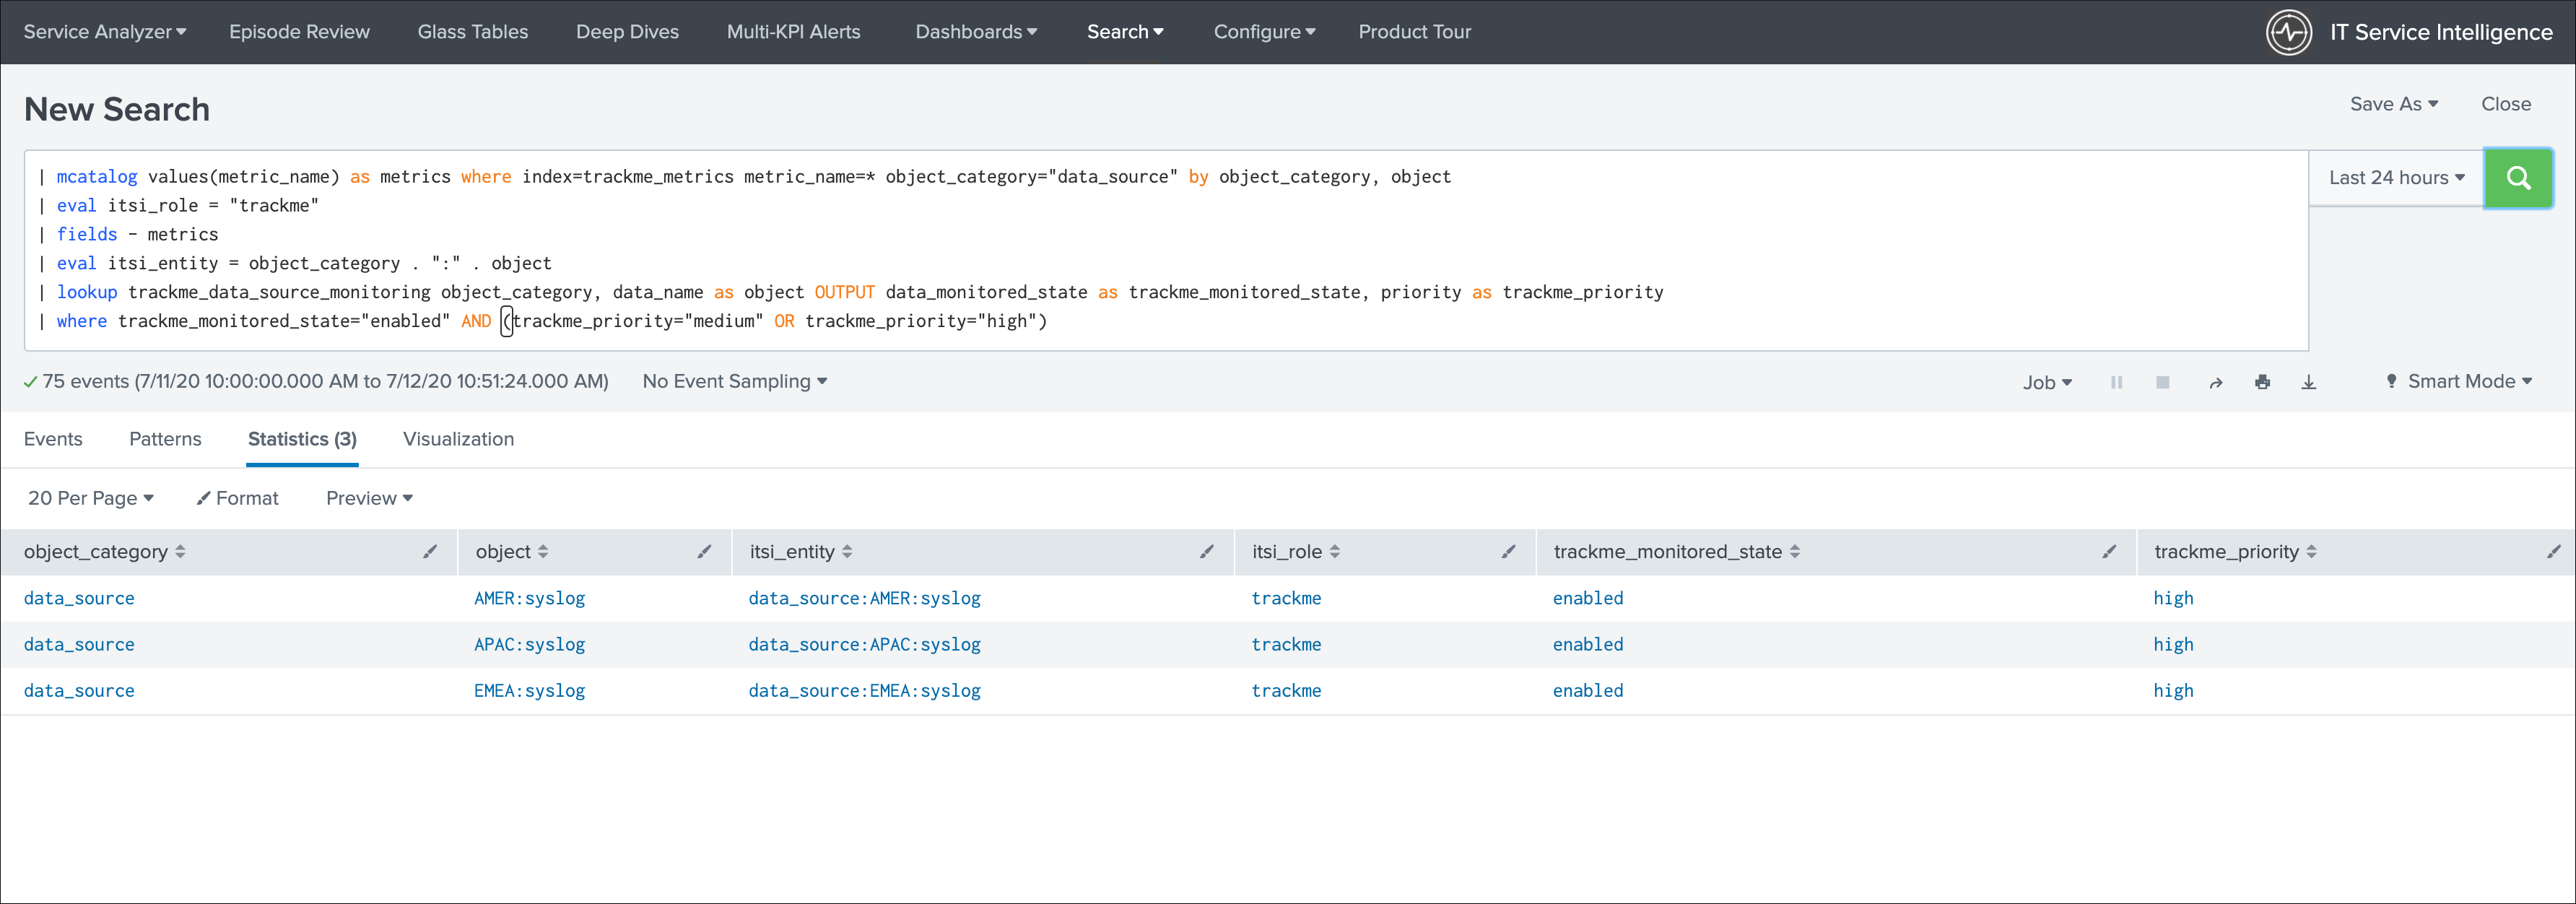 Service Analyzer Episode Review Glass Tables Deep Dives Multi-KPI Alerts Dashboards Search Configure Product Tour IT Service Intelligence
New Search Save As Close
| mcatalog values(metric_name) as metrics where index=trackme_metrics metric_name=* object_category="data_source" by object_category, object
Last 24 hours
| eval itsi_role = "trackme"
| fields - metrics
| eval itsi_entity = object_category . ":" . object
| lookup trackme_data_source_monitoring object_category, data_name as object OUTPUT data_monitored_state as trackme_monitored_state, priority as trackme_priority
| where trackme_monitored_state="enabled" AND (trackme_priority="medium" OR trackme_priority="high")
75 events (7/11/20 10:00:00.000 AM to 7/12/20 10:51:24.000 AM) No Event Sampling Job Smart Mode
Events Patterns Statistics (3) Visualization
20 Per Page Format Preview
object_category object itsi_entity itsi_role trackme_monitored_state trackme_priority
data_source AMER:syslog data_source:AMER:syslog trackme enabled high
data_source APAC:syslog data_source:APAC:syslog trackme enabled high
data_source EMEA:syslog data_source:EMEA:syslog trackme enabled high